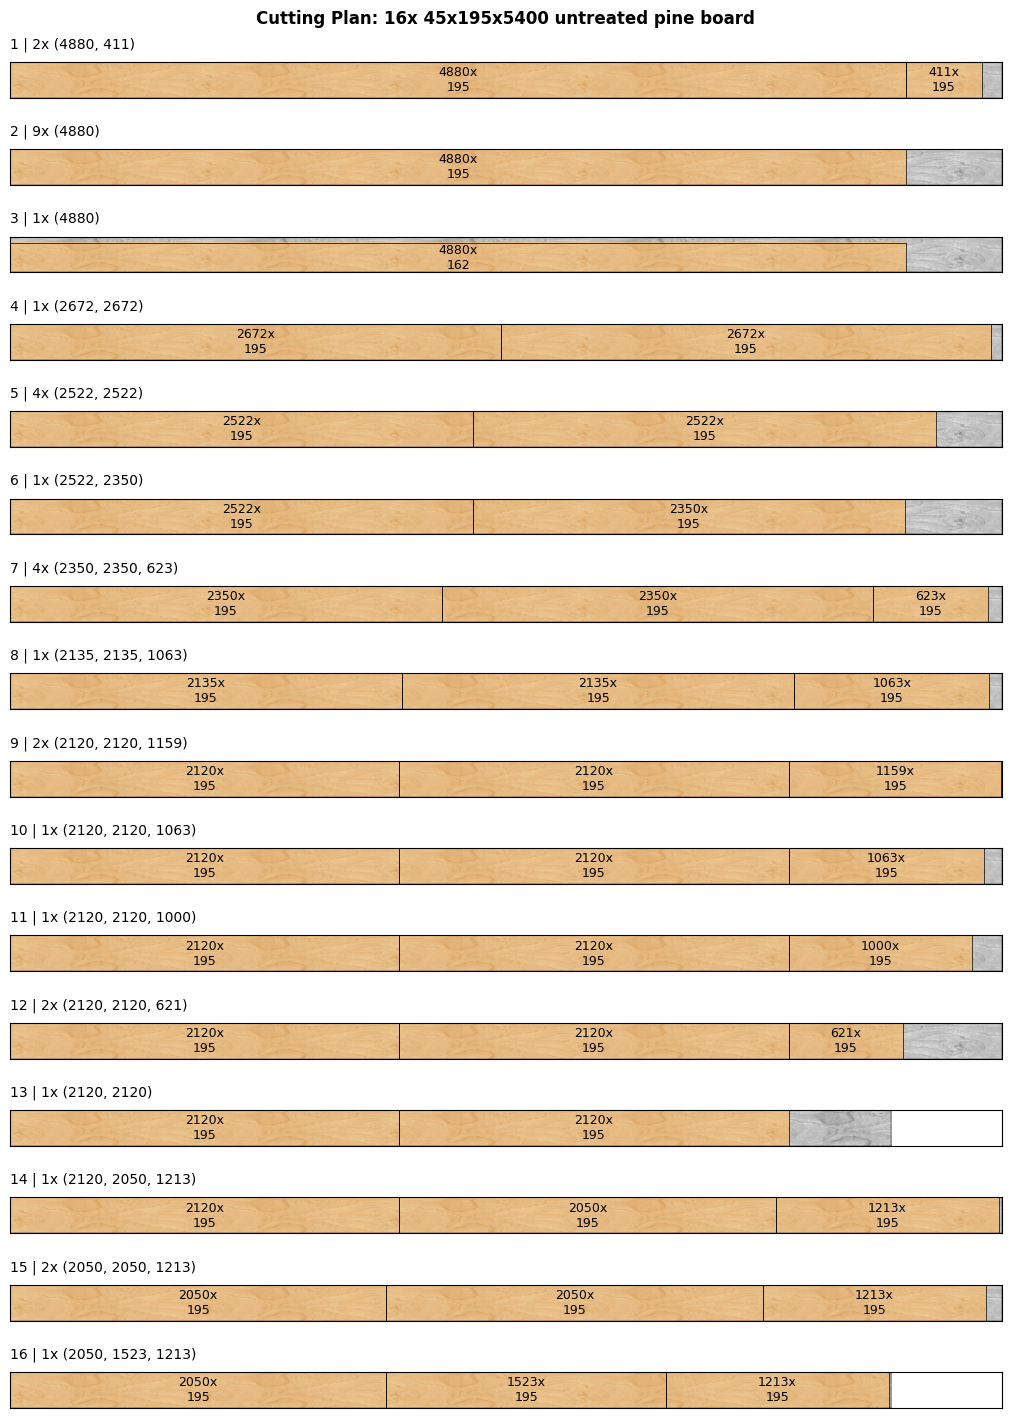 Cutting Plan: 16x 45x195x5400 untreated pine board
1 | 2x (4880, 411)
4880x 411x
195 195
2 | 9x (4880)
4880x
195
3 | 1x (4880)
4880x
162
4 | 1x (2672, 2672)
2672x 2672x
195 195
5 | 4x (2522, 2522)
2522x 2522x
195 195
6 | 1x (2522, 2350)
2522x 2350x
195 195
7 | 4x (2350, 2350, 623)
2350x 2350x 623x
195 195 195
8 | 1x (2135, 2135, 1063)
2135x 2135x 1063x
195 195 195
9 | 2x (2120, 2120, 1159)
2120x 2120x 1159x
195 195 195
10 | 1x (2120, 2120, 1063)
2120x 2120x 1063x
195 195 195
11 | 1x (2120, 2120, 1000)
2120x 2120x 1000x
195 195 195
12 | 2x (2120, 2120, 621)
2120x 2120x 621x
195 195 195
13 | 1x (2120, 2120)
2120x 2120x
195 195
14 | 1x (2120, 2050, 1213)
2120x 2050x 1213x
195 195 195
15 | 2x (2050, 2050, 1213)
2050x 2050x 1213x
195 195 195
16 | 1x (2050, 1523, 1213)
2050x 1523x 1213x
195 195 195